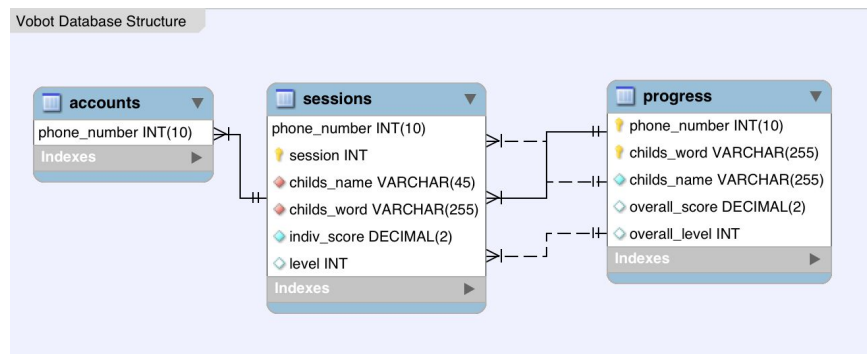 Vobot Database Structure
accounts
phone_number INT(10)
Indexes
sessions
phone_number INT(10)
session INT
childs_name VARCHAR(45)
childs_word VARCHAR(255)
indiv_score DECIMAL(2)
level INT
Indexes
progress
phone_number INT(10)
childs_word VARCHAR(255)
childs_name VARCHAR(255)
overall_score DECIMAL(2)
overall_level INT
Indexes